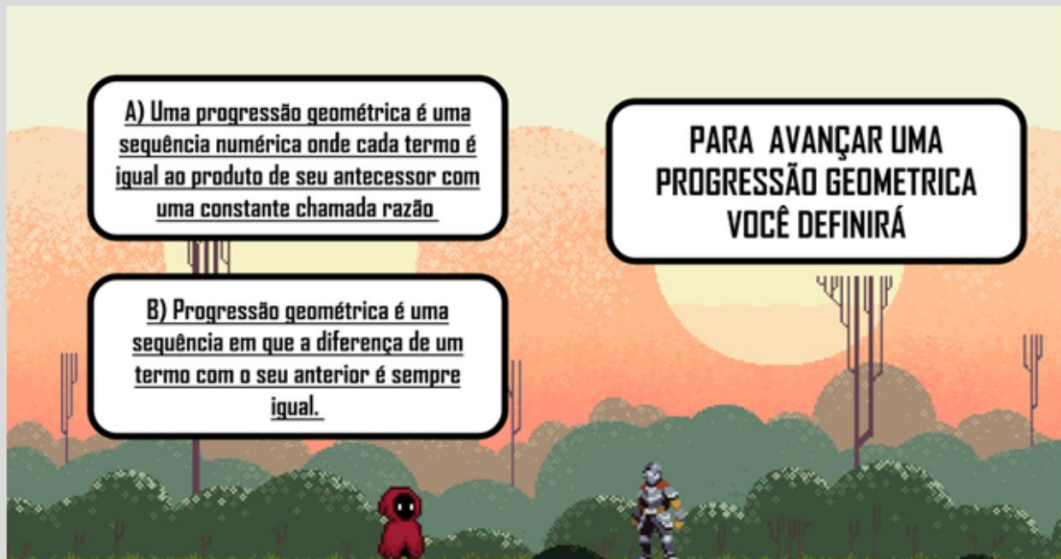 A) Uma progressão geométrica é uma
sequência numérica onde cada termo é
igual ao produto de seu antecessor com
uma constante chamada razão
B) Progressão geométrica é uma
sequência em que a diferença de um
termo com o seu anterior é sempre
igual.
PARA AVANÇAR UMA
PROGRESSÃO GEOMETRICA
VOCÊ DEFINIRÁ